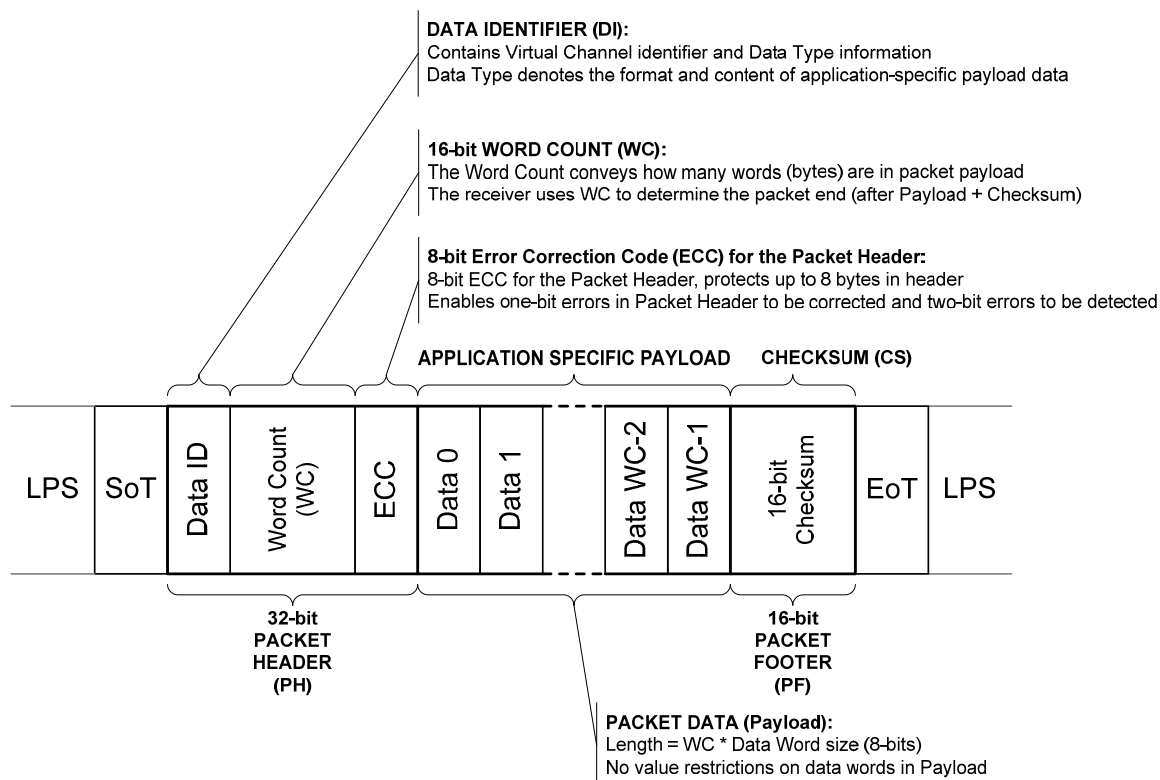 DATA IDENTIFIER (DI):
Contains Virtual Channel identifier and Data Type information
Data Type denotes the format and content of application-specific payload data
16-bit WORD COUNT (WC):
The Word Count conveys how many words (bytes) are in packet payload
The receiver uses WC to determine the packet end (after Payload + Checksum)
8-bit Error Correction Code (ECC) for the Packet Header:
8-bit ECC for the Packet Header, protects up to 8 bytes in header
Enables one-bit errors in Packet Header to be corrected and two-bit errors to be detected
APPLICATION SPECIFIC PAYLOAD
CHECKSUM (CS)
LPS
SoT
Data ID
Word Count
(WC)
ECC
Data 0
Data 1
Data WC-2
Data WC-1
16-bit
Checksum
EoT
LPS
32-bit
PACKET
HEADER
(PH)
16-bit
PACKET
FOOTER
(PF)
PACKET DATA (Payload):
Length = WC * Data Word size (8-bits)
No value restrictions on data words in Payload